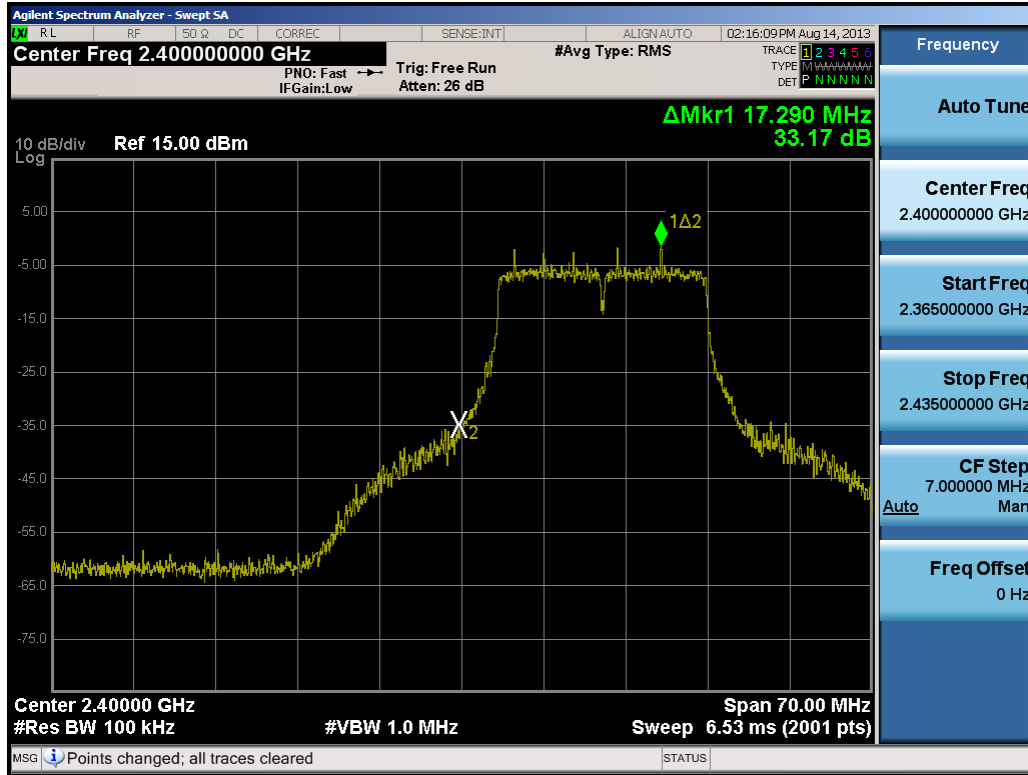 Agilent Spectrum Analyzer - Swept SA
LXI RL RF 50 Ω DC CORREC SENSE:INT ALIGN AUTO 02:16:09 PM Aug 14, 2013
Center Freq 2.400000000 GHz
PNO: Fast
IFGain:Low
Trig: Free Run
Atten: 26 dB
#Avg Type: RMS
TRACE 1 2 3 4 5 6
TYPE M
DET P N N N N N
ΔMkr1 17.290 MHz
33.17 dB
10 dB/div Ref 15.00 dBm
Log
5.00
-5.00
-15.0
-25.0
-35.0
-45.0
-55.0
-65.0
-75.0
1Δ2
2
Center 2.40000 GHz Span 70.00 MHz
#Res BW 100 kHz #VBW 1.0 MHz Sweep 6.53 ms (2001 pts)
MSG Points changed; all traces cleared STATUS
Frequency
Auto Tune
Center Freq
2.400000000 GHz
Start Freq
2.365000000 GHz
Stop Freq
2.435000000 GHz
CF Step
7.000000 MHz
Auto Man
Freq Offset
0 Hz